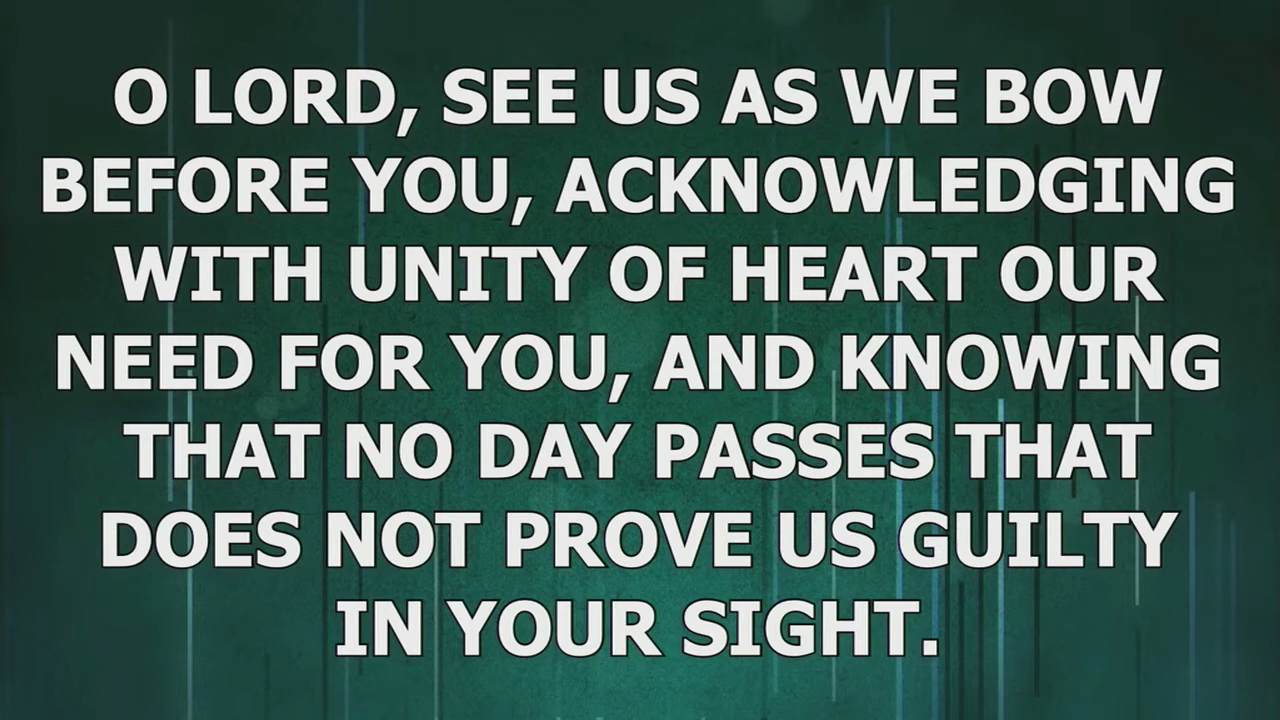 O LORD, SEE US AS WE BOW
BEFORE YOU, ACKNOWLEDGING
WITH UNITY OF HEART OUR
NEED FOR YOU, AND KNOWING
THAT NO DAY PASSES THAT
DOES NOT PROVE US GUILTY
IN YOUR SIGHT.